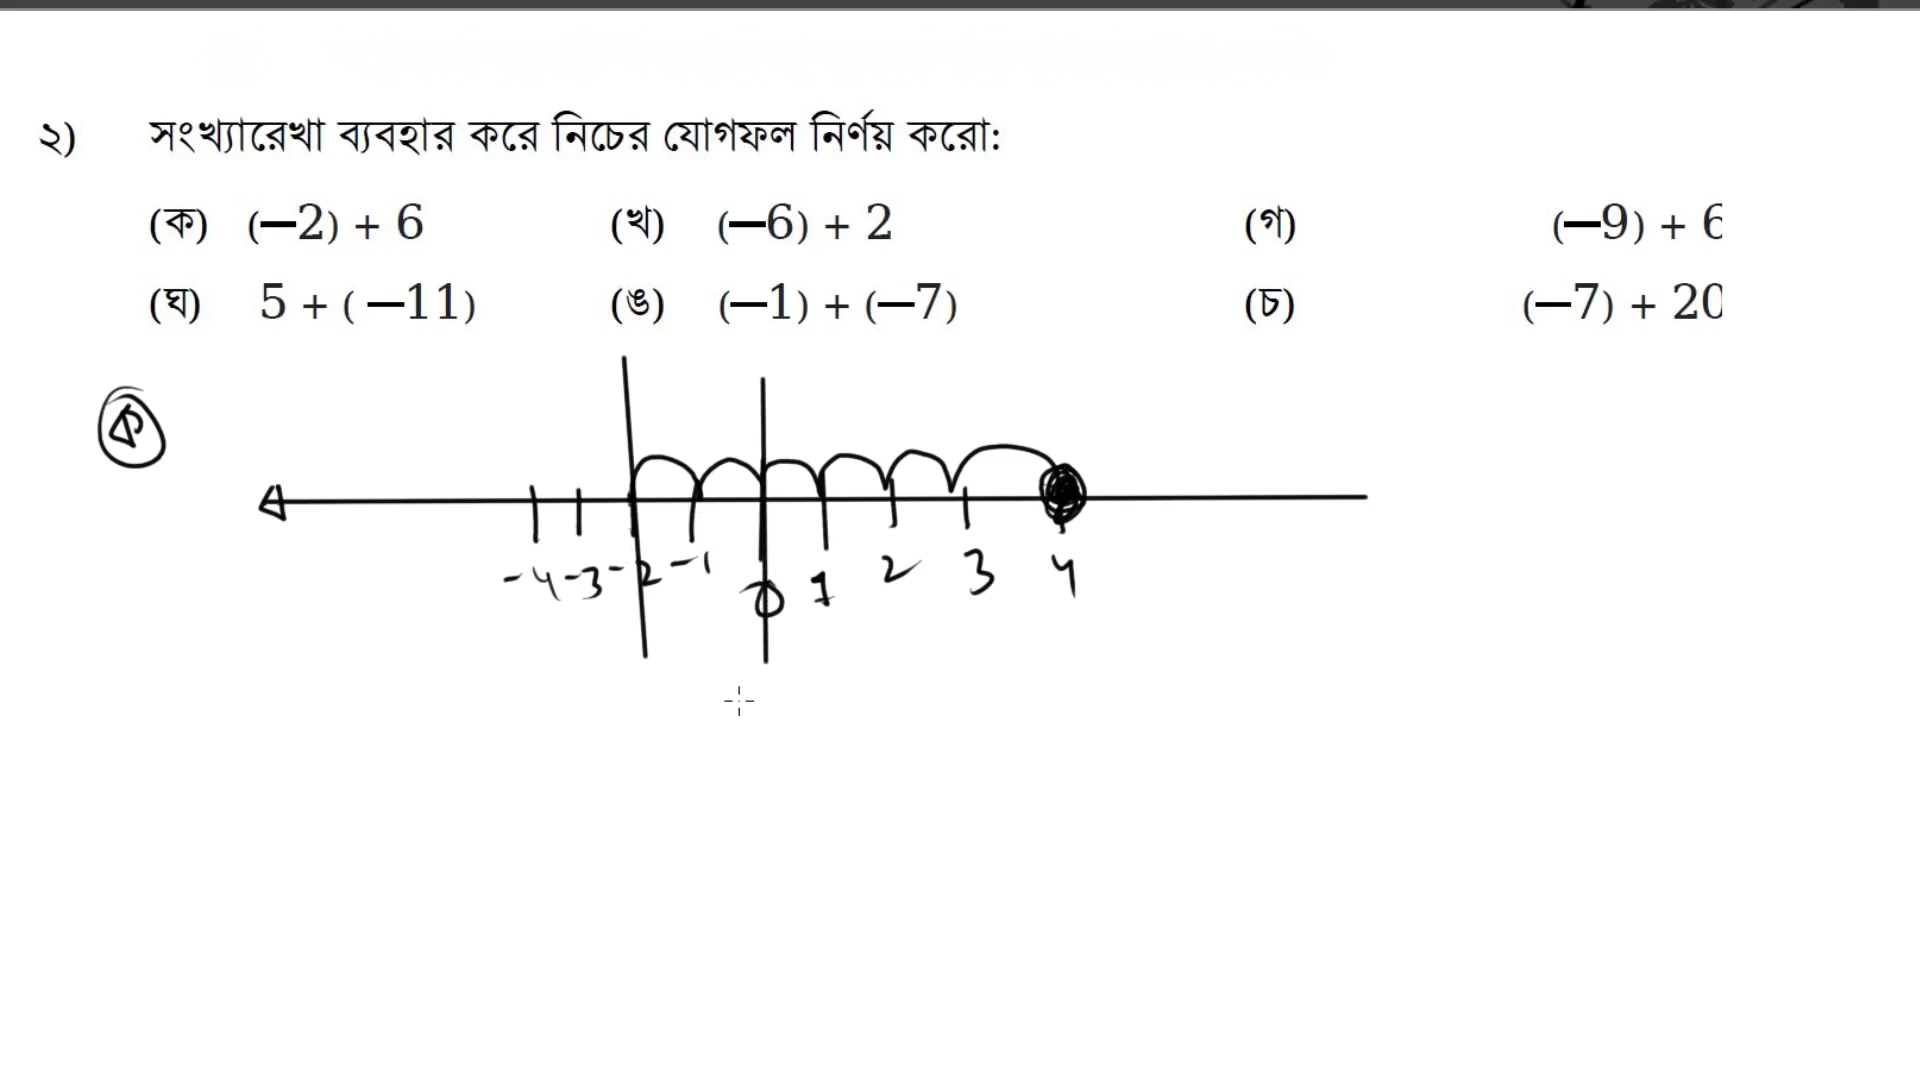 ২) সংখ্যারেখা ব্যবহার করে নিচের যোগফল নির্ণয় করো:
(ক) (−2) + 6 (খ) (−6) + 2 (গ) (−9) + 6
(ঘ) 5 + ( −11) (ঙ) (−1) + (−7) (চ) (−7) + 20
ক
-4 -3 -2 -1 0 1 2 3 4